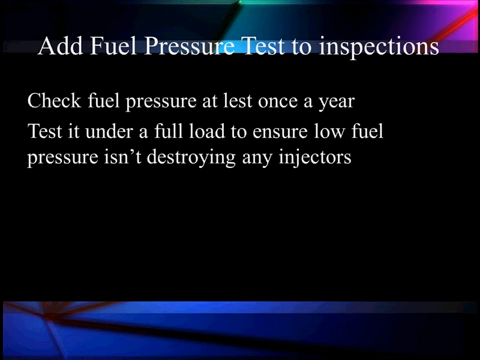 Add Fuel Pressure Test to inspections
Check fuel pressure at lest once a year
Test it under a full load to ensure low fuel
pressure isn’t destroying any injectors